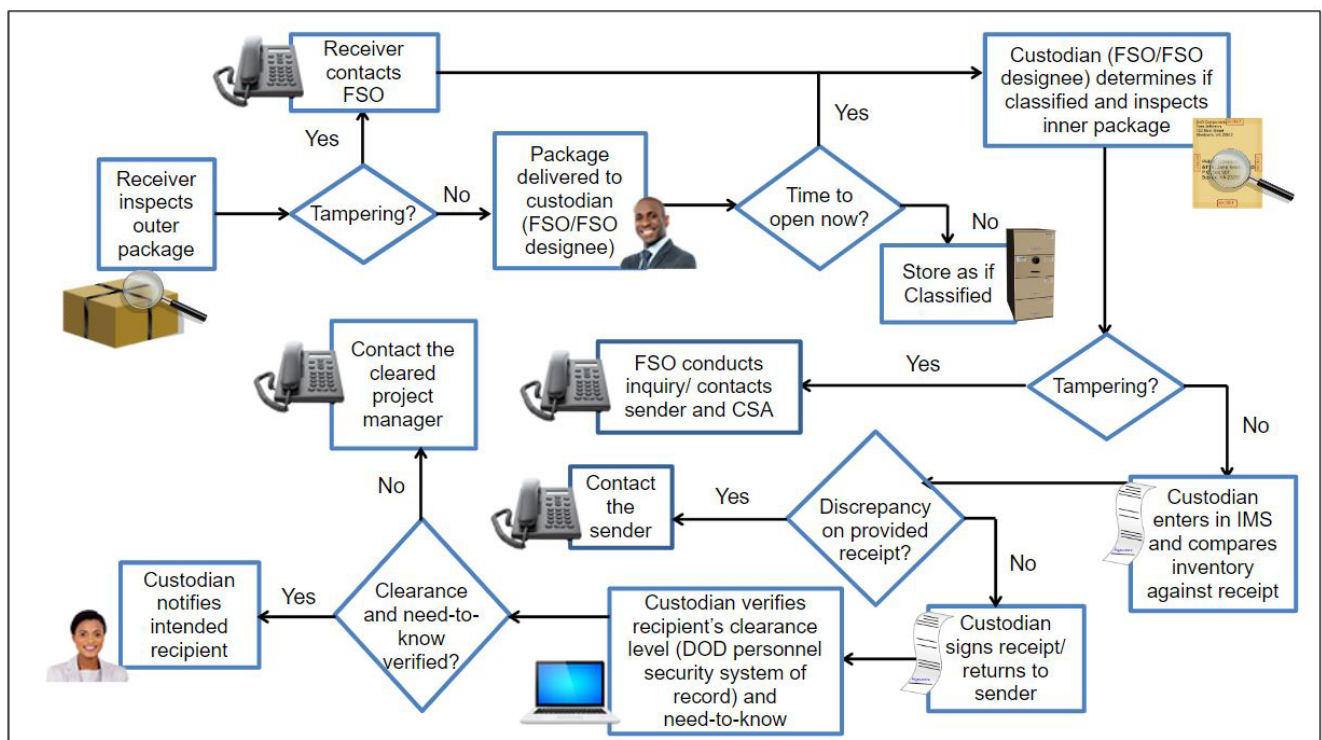 Receiver
contacts
FSO
Custodian (FSO/FSO
designee) determines if
classified and inspects
inner package
Yes
Yes
Receiver
inspects
outer
package
Tampering?
No
Package
delivered to
custodian
(FSO/FSO
designee)
Time to
open now?
No
Store as if
Classified
Contact the
cleared
project
manager
FSO conducts
inquiry/ contacts
sender and CSA
Yes
Tampering?
No
No
Contact
the
sender
Yes
Discrepancy
on provided
receipt?
Custodian
enters in IMS
and compares
inventory
against receipt
No
Custodian
notifies
intended
recipient
Yes
Clearance
and need-to-
know
verified?
Custodian verifies
recipient's clearance
level (DOD personnel
security system of
record) and
need-to-know
Custodian
signs receipt/
returns to
sender